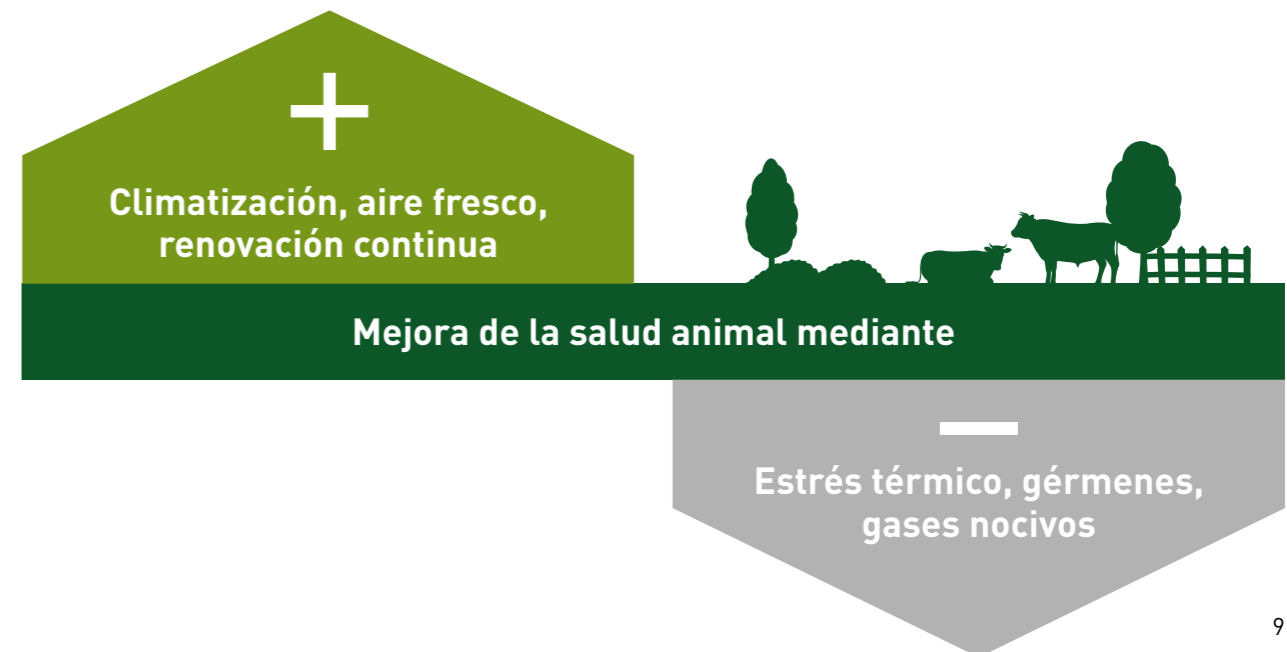 +
Climatización, aire fresco,
renovación continua
Mejora de la salud animal mediante
—
Estrés térmico, gérmenes,
gases nocivos
9